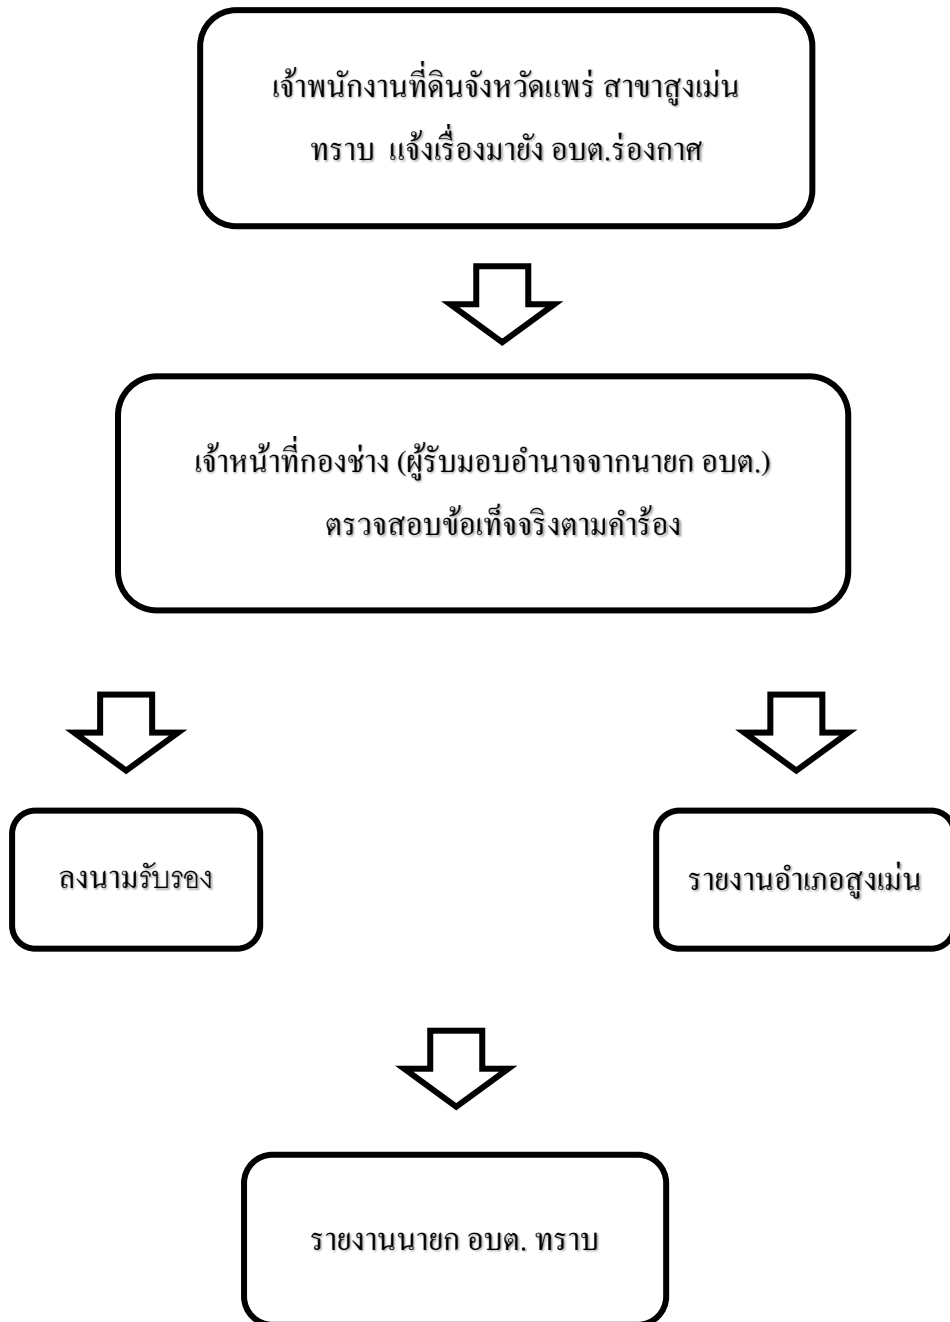 เจ้าพนักงานที่ดินจังหวัดแพร่ สาขาสูงเม่น
ทราบ แจ้งเรื่องมายัง อบต.ร่องกาศ
เจ้าหน้าที่กองช่าง (ผู้รับมอบอำนาจจากนายก อบต.)
ตรวจสอบข้อเท็จจริงตามคำร้อง
ลงนามรับรอง
รายงานอำเภอสูงเม่น
รายงานนายก อบต. ทราบ